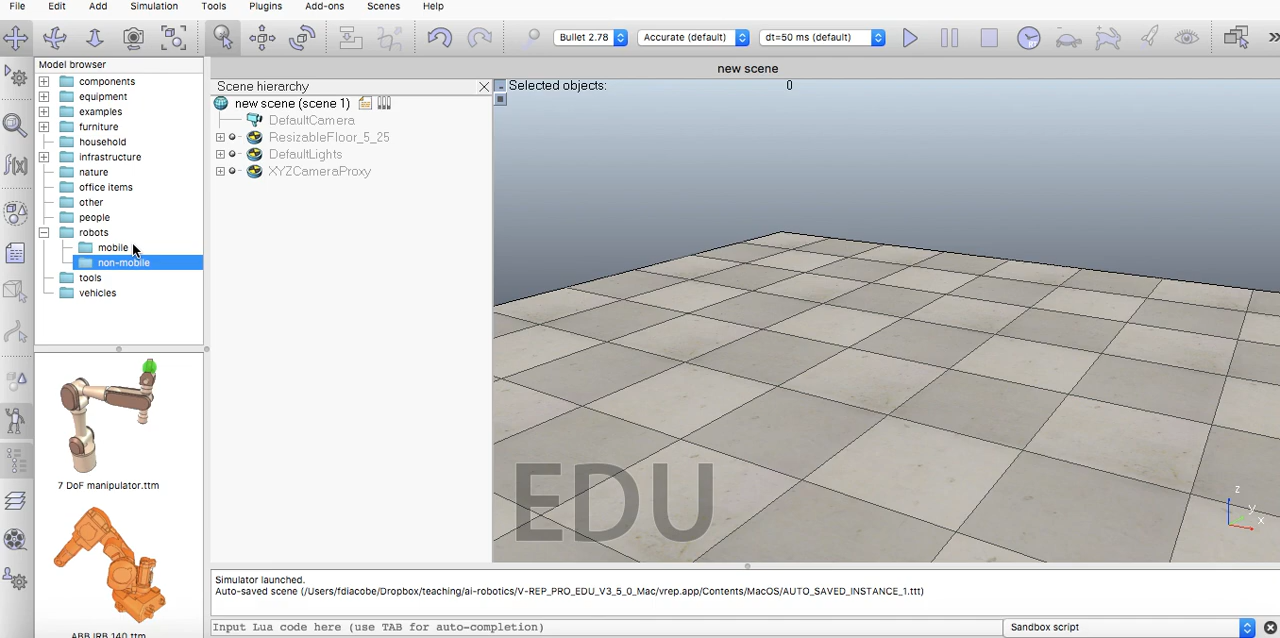 File Edit Add Simulation Tools Plugins Add-ons Scenes Help
Bullet 2.78 Accurate (default) dt=50 ms (default)
new scene
Model browser
components
equipment
examples
furniture
household
infrastructure
nature
office items
other
people
robots
mobile
non-mobile
tools
vehicles
7 DoF manipulator.ttm
ABB IRB 140.ttm
Scene hierarchy
new scene (scene 1)
DefaultCamera
ResizableFloor_5_25
DefaultLights
XYZCameraProxy
Selected objects: 0
EDU
z
y
x
Simulator launched.
Auto-saved scene (/Users/fdiacobe/Dropbox/teaching/ai-robotics/V-REP_PRO_EDU_V3_5_0_Mac/vrep.app/Contents/MacOS/AUTO_SAVED_INSTANCE_1.ttt)
Input Lua code here (use TAB for auto-completion) Sandbox script
f(x)